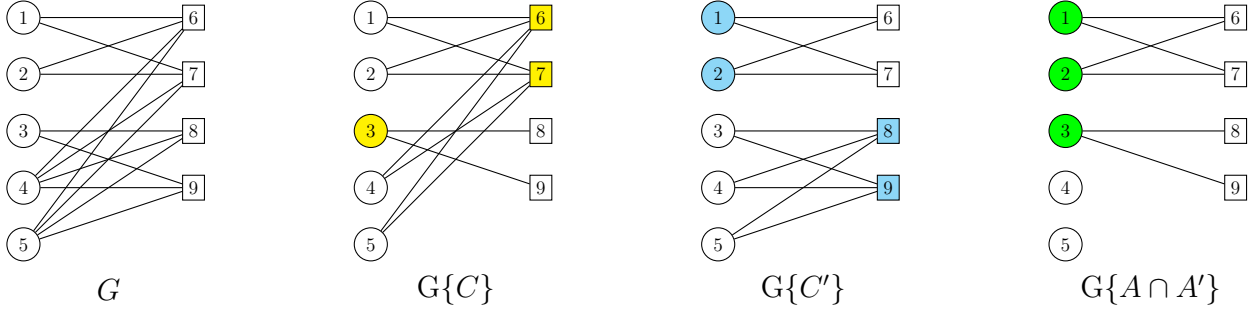 1 6 1 6 1 6 1 6
2 7 2 7 2 7 2 7
3 8 3 8 3 8 3 8
4 9 4 9 4 9 4 9
5 5 5 5
G G{C} G{C′} G{A ∩ A′}